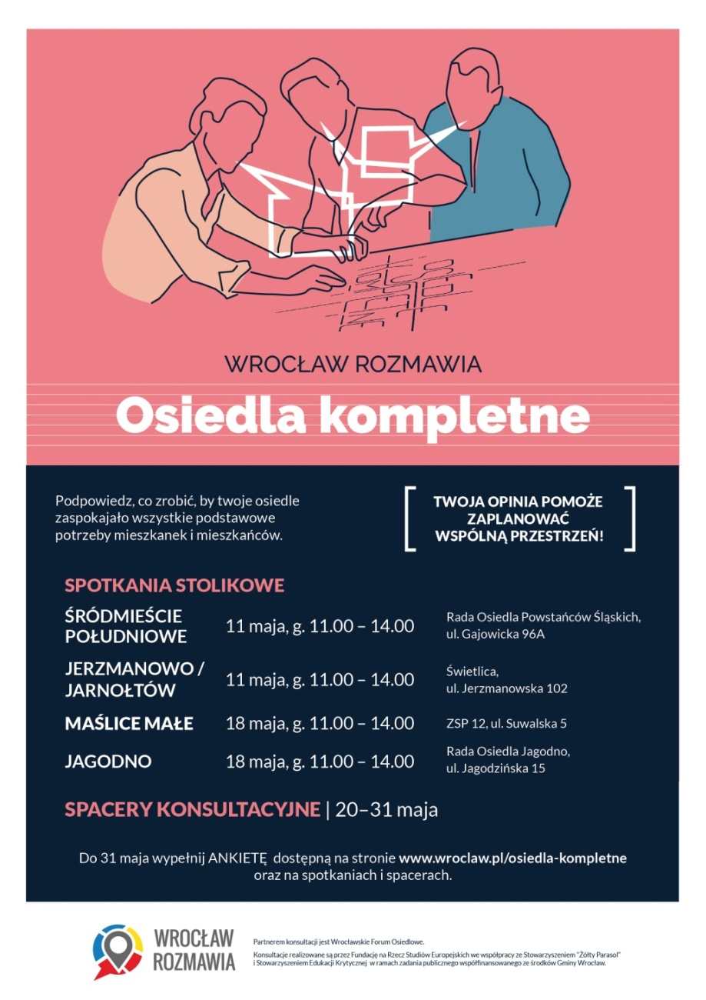 WROCŁAW ROZMAWIA
Osiedla kompletne
Podpowiedz, co zrobić, by twoje osiedle
zaspokajało wszystkie podstawowe
potrzeby mieszkanek i mieszkańców.
TWOJA OPINIA POMOŻE
ZAPLANOWAĆ
WSPÓLNĄ PRZESTRZEŃ!
SPOTKANIA STOLIKOWE
ŚRÓDMIEŚCIE
POŁUDNIOWE
11 maja, g. 11.00 – 14.00
Rada Osiedla Powstańców Śląskich,
ul. Gajowicka 96A
JERZMANOWO /
JARNOŁTÓW
11 maja, g. 11.00 – 14.00
Świetlica,
ul. Jerzmanowska 102
MAŚLICE MAŁE
18 maja, g. 11.00 – 14.00
ZSP 12, ul. Suwalska 5
JAGODNO
18 maja, g. 11.00 – 14.00
Rada Osiedla Jagodno,
ul. Jagodzińska 15
SPACERY KONSULTACYJNE | 20–31 maja
Do 31 maja wypełnij ANKIETĘ dostępną na stronie www.wroclaw.pl/osiedla-kompletne
oraz na spotkaniach i spacerach.
WROCŁAW
ROZMAWIA
Partnerem konsultacji jest Wrocławskie Forum Osiedlowe.
Konsultacje realizowane są przez Fundację na Rzecz Studiów Europejskich we współpracy ze Stowarzyszeniem "Żółty Parasol"
i Stowarzyszeniem Edukacji Krytycznej w ramach zadania publicznego współfinansowanego ze środków Gminy Wrocław.